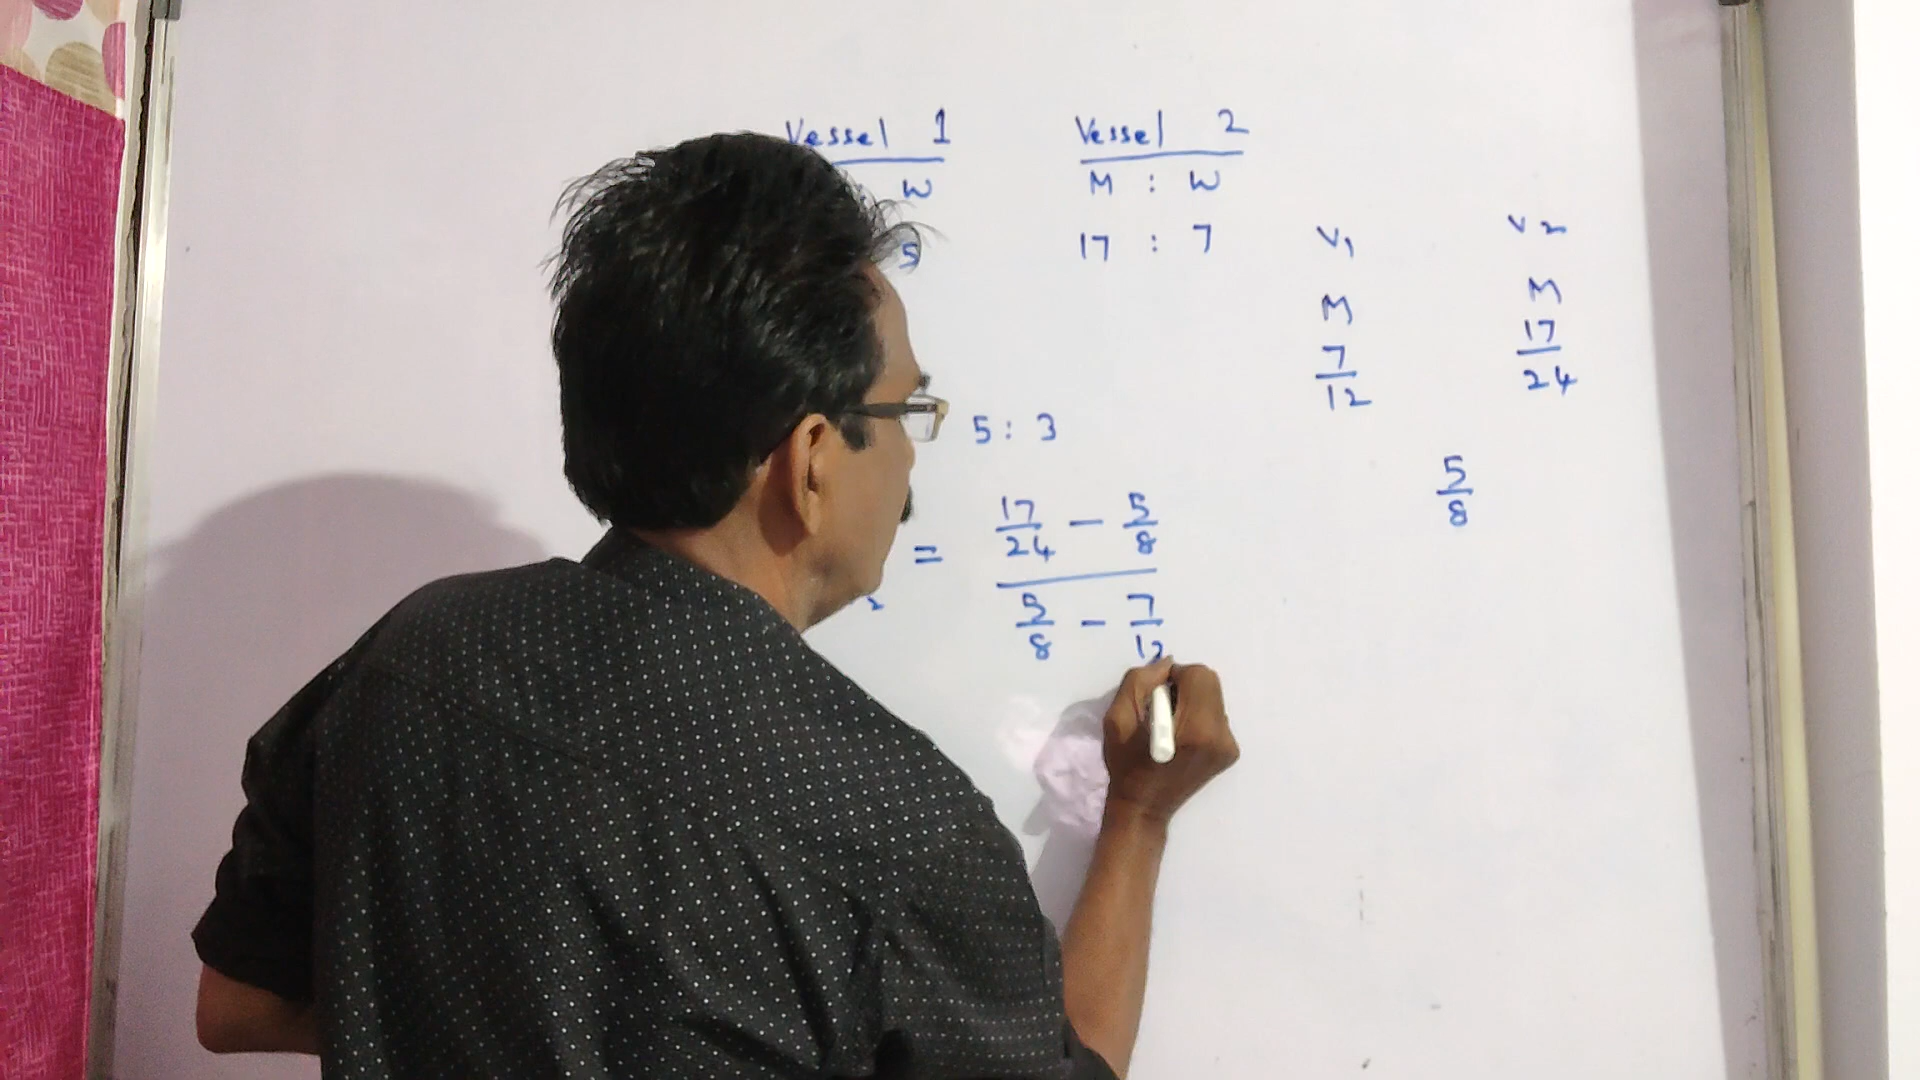 Vessel 1
W
5
Vessel 2
M : W
17 : 7
V1
M
7/12
V2
M
17/24
5/8
5 : 3
= 17/24 - 5/8
5/8 - 7/12
2